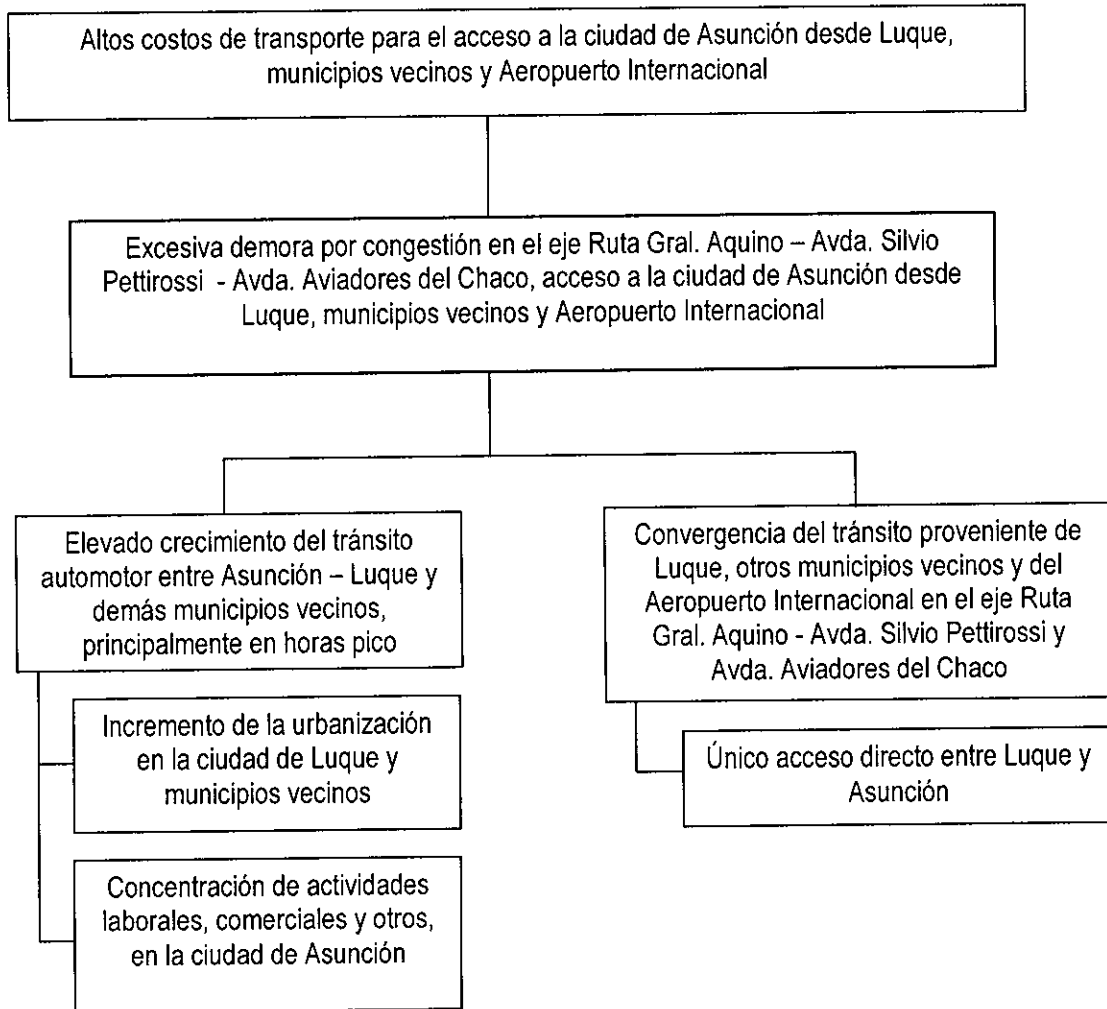 Altos costos de transporte para el acceso a la ciudad de Asunción desde Luque,
municipios vecinos y Aeropuerto Internacional
Excesiva demora por congestión en el eje Ruta Gral. Aquino – Avda. Silvio
Pettirossi - Avda. Aviadores del Chaco, acceso a la ciudad de Asunción desde
Luque, municipios vecinos y Aeropuerto Internacional
Elevado crecimiento del tránsito
automotor entre Asunción – Luque y
demás municipios vecinos,
principalmente en horas pico
Incremento de la urbanización
en la ciudad de Luque y
municipios vecinos
Concentración de actividades
laborales, comerciales y otros,
en la ciudad de Asunción
Convergencia del tránsito proveniente de
Luque, otros municipios vecinos y del
Aeropuerto Internacional en el eje Ruta
Gral. Aquino - Avda. Silvio Pettirossi y
Avda. Aviadores del Chaco
Único acceso directo entre Luque y
Asunción